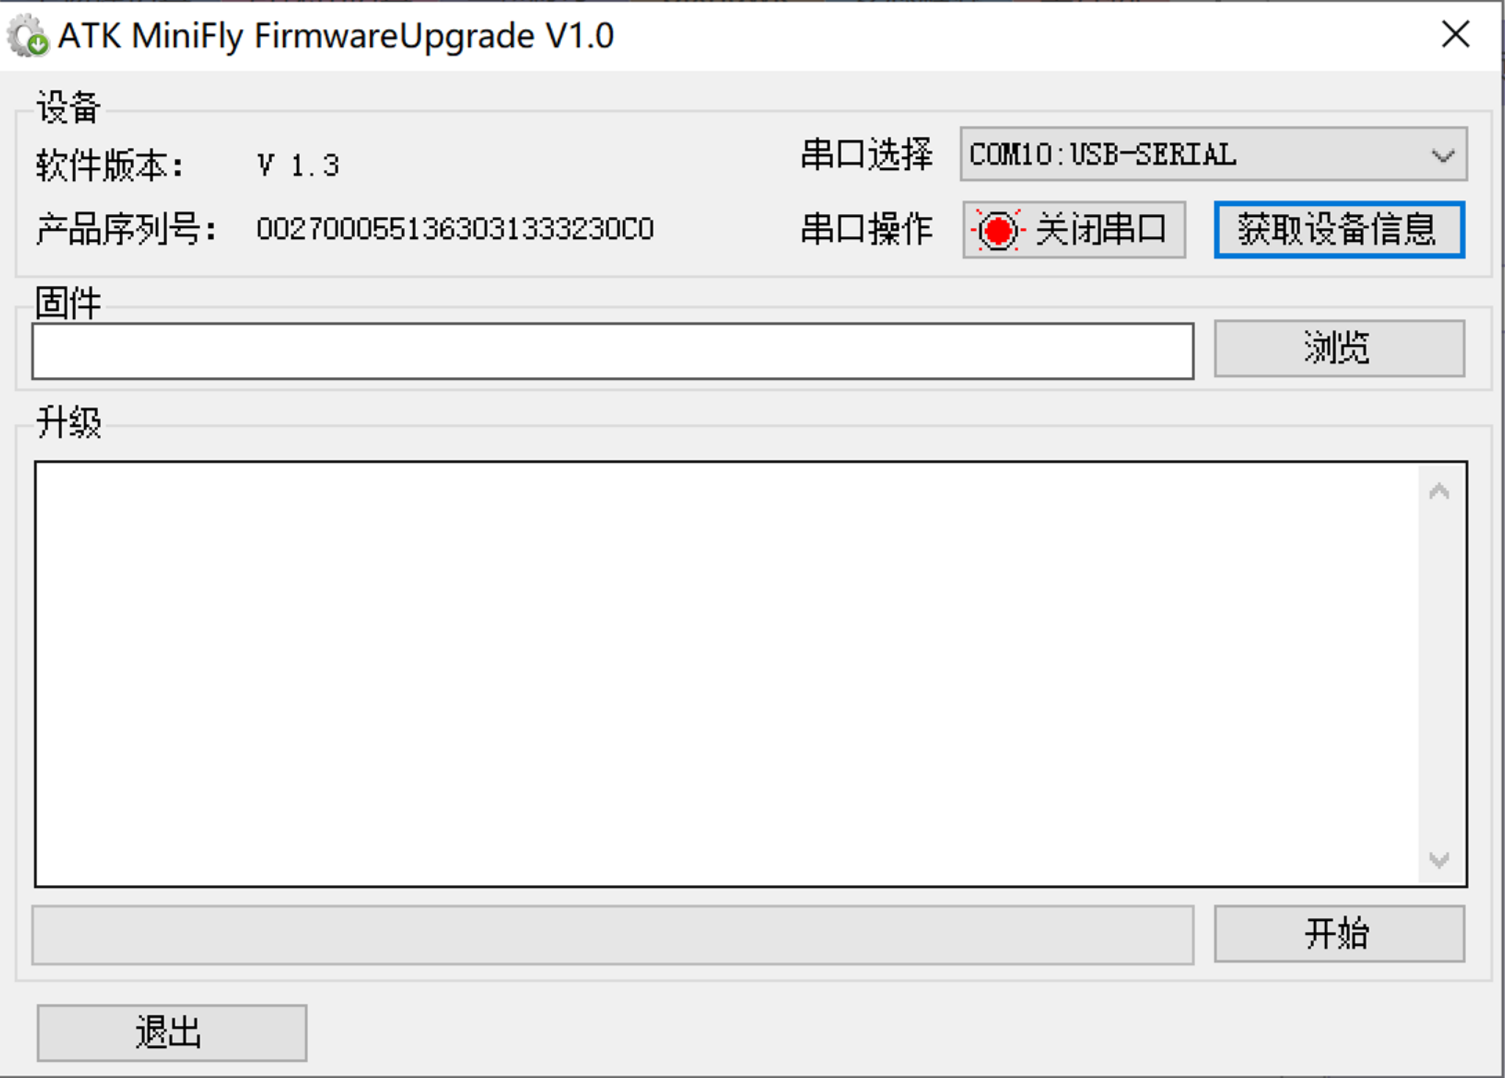 ATK MiniFly FirmwareUpgrade V1.0
设备
软件版本: V 1.3
串口选择 COM10:USB-SERIAL
产品序列号: 0027000551363031333230C0
串口操作 关闭串口 获取设备信息
固件
浏览
升级
开始
退出